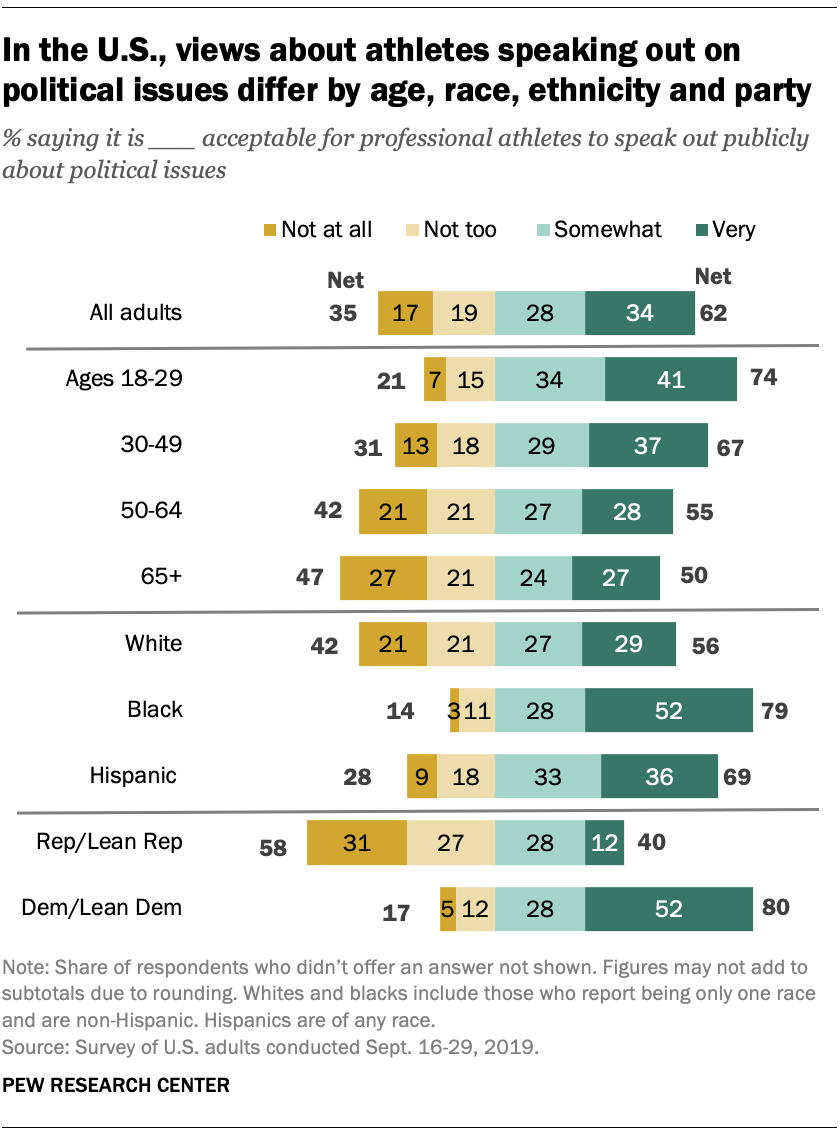 In the U.S., views about athletes speaking out on
political issues differ by age, race, ethnicity and party
% saying it is ___ acceptable for professional athletes to speak out publicly
about political issues
Not at all Not too Somewhat Very
Net Net
All adults 35 17 19 28 34 62
Ages 18-29 21 7 15 34 41 74
30-49 31 13 18 29 37 67
50-64 42 21 21 27 28 55
65+ 47 27 21 24 27 50
White 42 21 21 27 29 56
Black 14 3 11 28 52 79
Hispanic 28 9 18 33 36 69
Rep/Lean Rep 58 31 27 28 12 40
Dem/Lean Dem 17 5 12 28 52 80
Note: Share of respondents who didn’t offer an answer not shown. Figures may not add to
subtotals due to rounding. Whites and blacks include those who report being only one race
and are non-Hispanic. Hispanics are of any race.
Source: Survey of U.S. adults conducted Sept. 16-29, 2019.
PEW RESEARCH CENTER